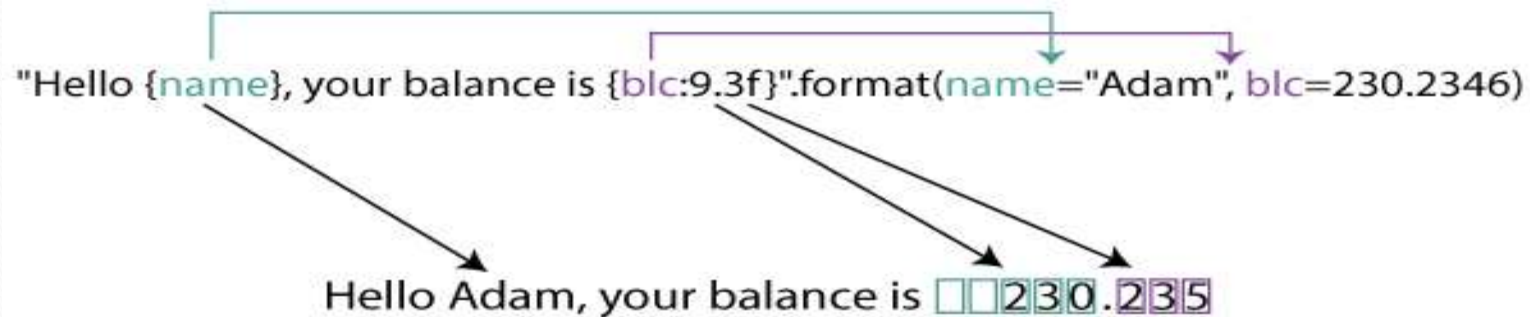 "Hello {name}, your balance is {blc:9.3f}".format(name="Adam", blc=230.2346)
Hello Adam, your balance is 230.235